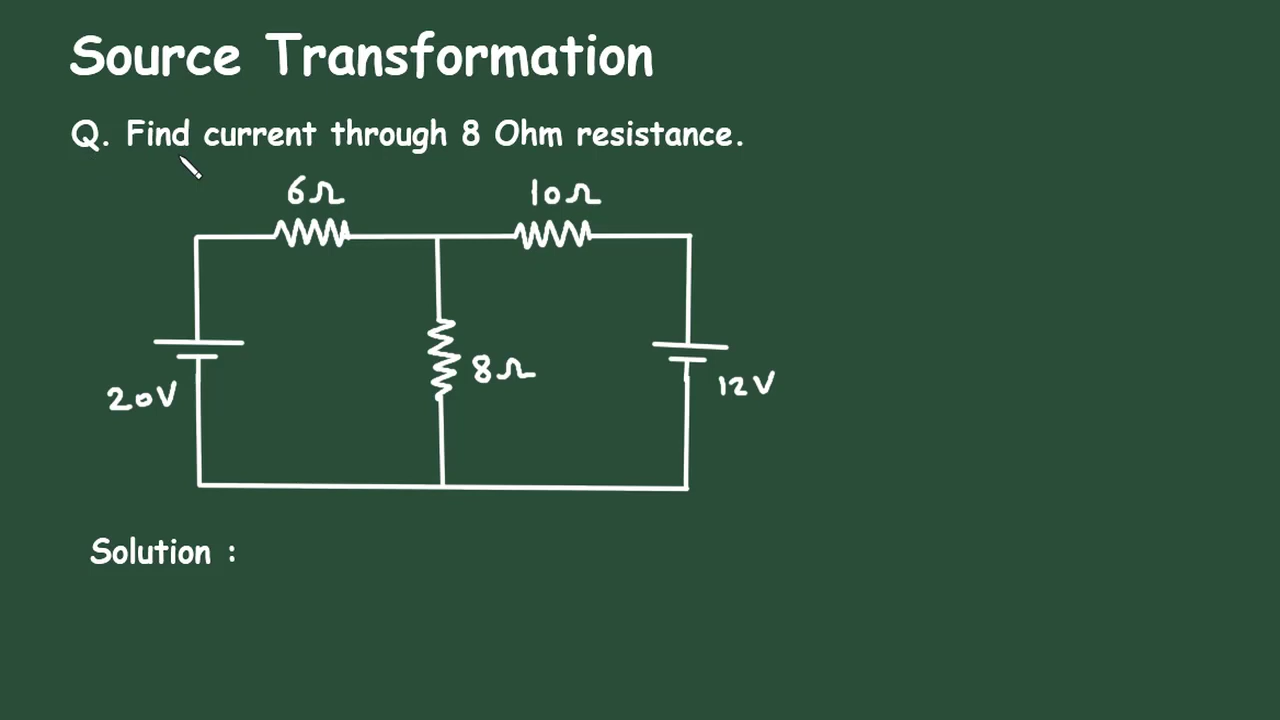 Source Transformation
Q. Find current through 8 Ohm resistance.
6Ω
10Ω
8Ω
20V
12V
Solution :